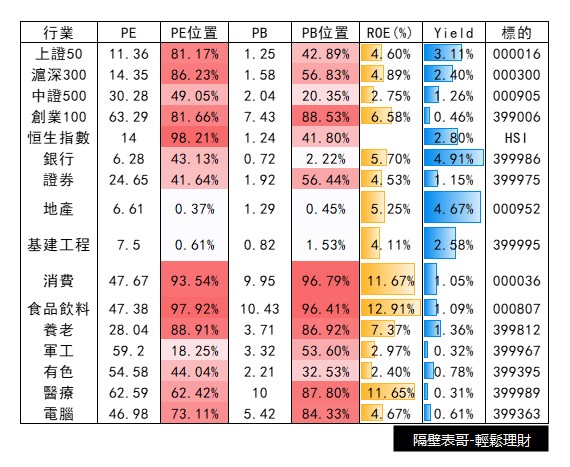 行業 PE PE位置 PB PB位置 ROE(%) Yield 標的
上證50 11.36 81.17% 1.25 42.89% 4.60% 3.11% 000016
滬深300 14.35 86.23% 1.58 56.83% 4.89% 2.40% 000300
中證500 30.28 49.05% 2.04 20.35% 2.75% 1.26% 000905
創業100 63.29 81.66% 7.43 88.53% 6.58% 0.46% 399006
恒生指數 14 98.21% 1.24 41.80% 2.80% HSI
銀行 6.28 43.13% 0.72 2.22% 5.70% 4.91% 399986
證券 24.65 41.64% 1.92 56.44% 4.53% 1.15% 399975
地產 6.61 0.37% 1.29 0.45% 5.25% 4.67% 000952
基建工程 7.5 0.61% 0.82 1.53% 4.11% 2.58% 399995
消費 47.67 93.54% 9.95 96.79% 11.67% 1.05% 000036
食品飲料 47.38 97.92% 10.43 96.41% 12.91% 1.09% 000807
養老 28.04 88.91% 3.71 86.92% 7.37% 1.36% 399812
軍工 59.2 18.25% 3.32 53.60% 2.97% 0.32% 399967
有色 54.58 44.04% 2.21 32.53% 2.40% 0.78% 399395
醫療 62.59 62.42% 10 87.80% 11.65% 0.31% 399989
電腦 46.98 73.11% 5.42 84.33% 4.67% 0.61% 399363
隔壁表哥-輕鬆理財